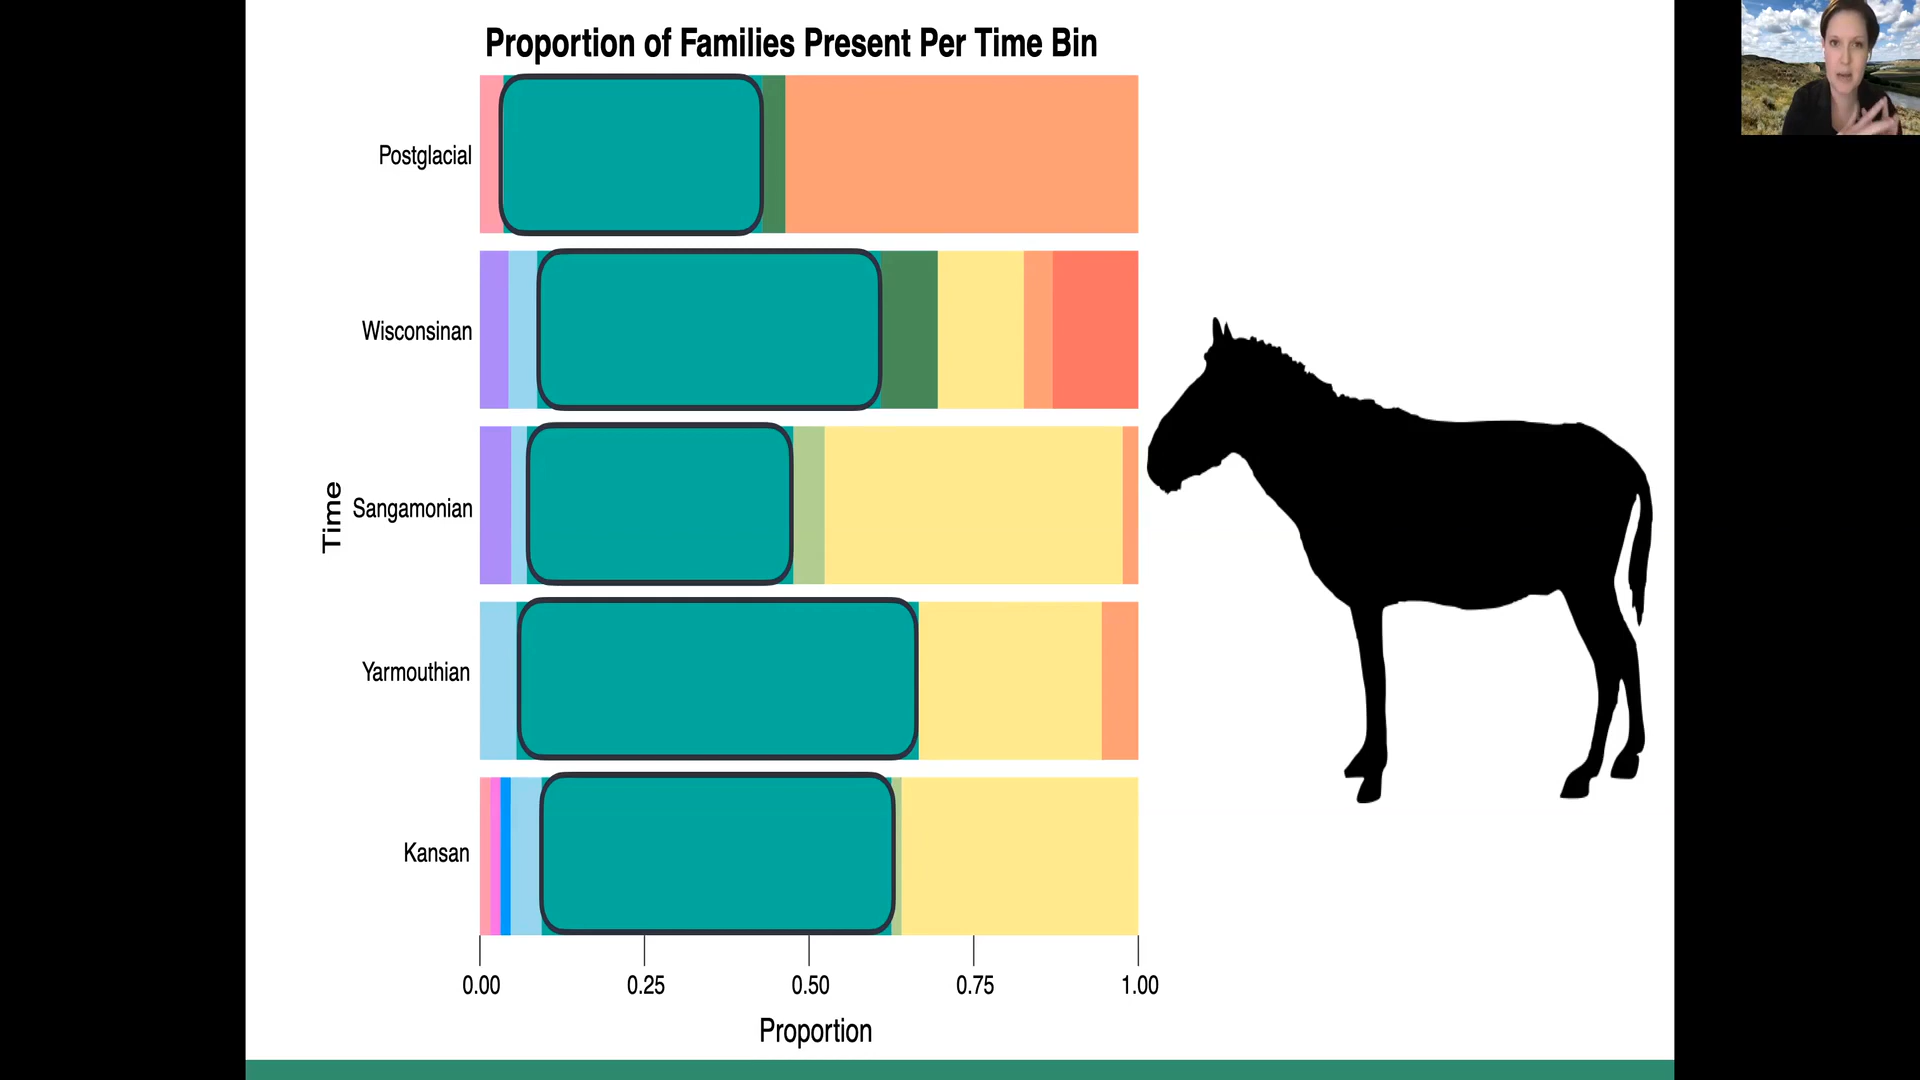 Proportion of Families Present Per Time Bin
Postglacial
Wisconsinan
Sangamonian
Yarmouthian
Kansan
Time
0.00 0.25 0.50 0.75 1.00
Proportion